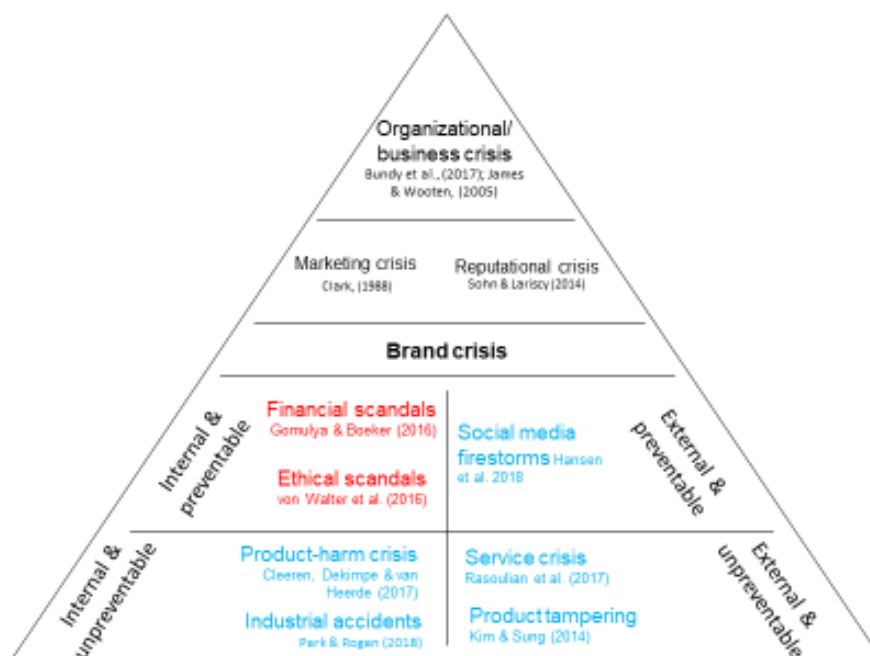 Organizational/
business crisis
Bundy et al., (2017); James
& Wooten, (2005)
Marketing crisis
Clark, (1988)
Reputational crisis
Sohn & Lariscy (2014)
Brand crisis
Internal &
preventable
Financial scandals
Gomulya & Boeker (2016)
Ethical scandals
von Walter et al. (2016)
Social media
firestorms Hansen
et al. 2018
External &
preventable
Internal &
unpreventable
Product-harm crisis
Cleeren, Dekimpe & van
Heerde (2017)
Industrial accidents
Perk & Rogan (2018)
Service crisis
Rasoulian et al. (2017)
Product tampering
Kim & Sung (2014)
External &
unpreventable